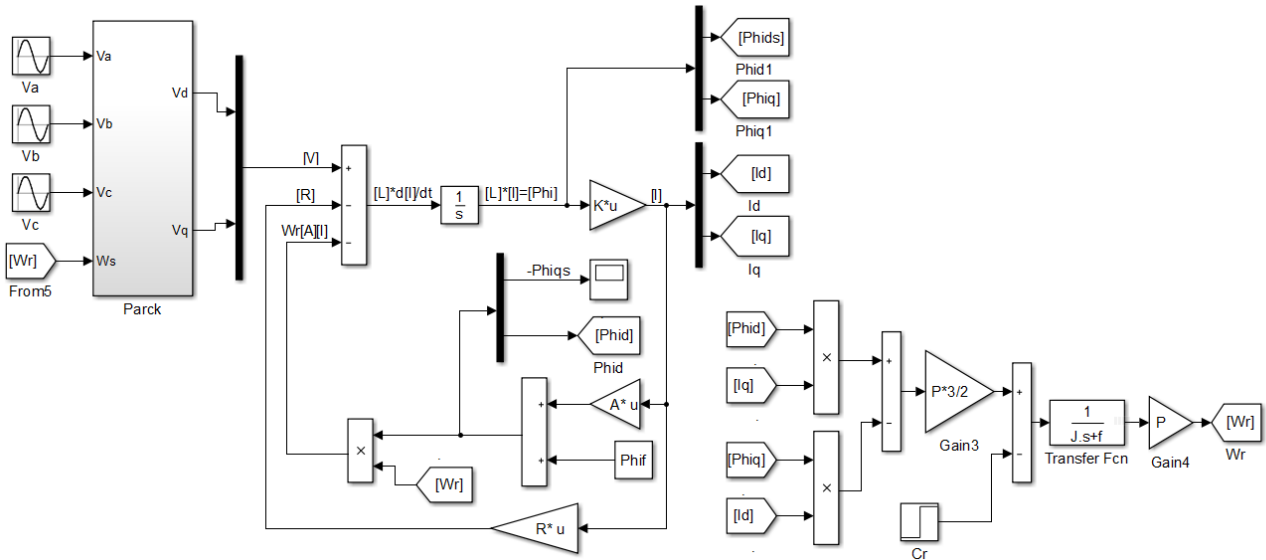 Va
Va
Vb
Vb
Vc
Vc
[Wr]
From5
Ws
Vd
Vq
Parck
[V]
[R]
Wr[A][I]
+
−
−
[L]*d[I]/dt
1
s
[L]*[I]=[Phi]
K*u
[I]
[Phids]
Phid1
[Phiq]
Phiq1
[Id]
Id
[Iq]
Iq
-Phiqs
[Phid]
Phid
A* u
+
+
Phif
×
[Wr]
R* u
[Phid]
[Iq]
×
[Phiq]
[Id]
×
+
−
P*3/2
Gain3
+
−
Cr
1
J.s+f
Transfer Fcn
P
Gain4
[Wr]
Wr